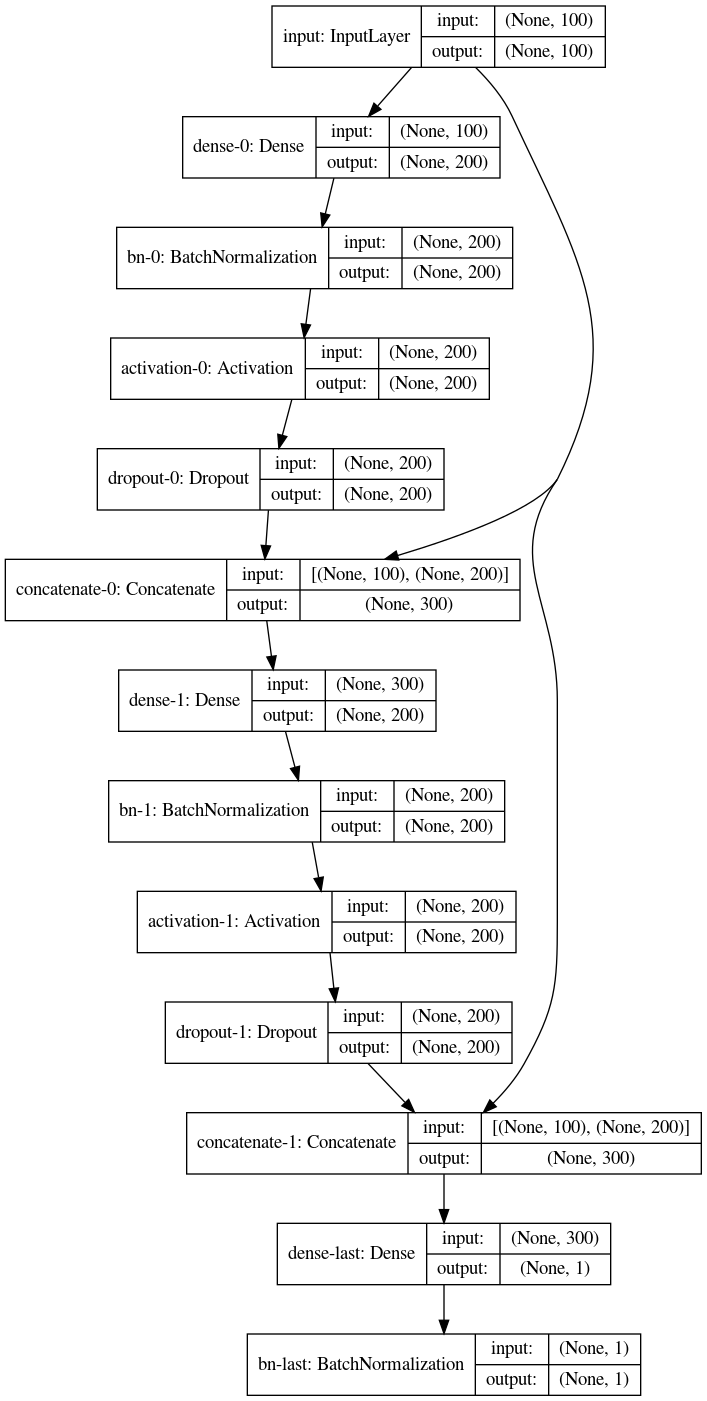 input: InputLayer
input:
(None, 100)
output:
(None, 100)
dense-0: Dense
input:
(None, 100)
output:
(None, 200)
bn-0: BatchNormalization
input:
(None, 200)
output:
(None, 200)
activation-0: Activation
input:
(None, 200)
output:
(None, 200)
dropout-0: Dropout
input:
(None, 200)
output:
(None, 200)
concatenate-0: Concatenate
input:
[(None, 100), (None, 200)]
output:
(None, 300)
dense-1: Dense
input:
(None, 300)
output:
(None, 200)
bn-1: BatchNormalization
input:
(None, 200)
output:
(None, 200)
activation-1: Activation
input:
(None, 200)
output:
(None, 200)
dropout-1: Dropout
input:
(None, 200)
output:
(None, 200)
concatenate-1: Concatenate
input:
[(None, 100), (None, 200)]
output:
(None, 300)
dense-last: Dense
input:
(None, 300)
output:
(None, 1)
bn-last: BatchNormalization
input:
(None, 1)
output:
(None, 1)